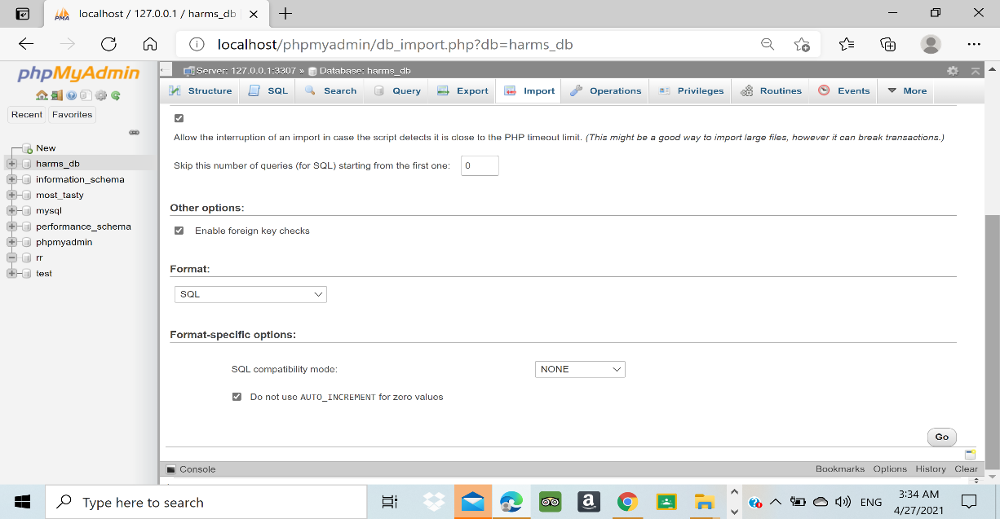 PMA localhost / 127.0.0.1 / harms_db
localhost/phpmyadmin/db_import.php?db=harms_db
phpMyAdmin
Recent Favorites
New
harms_db
information_schema
most_tasty
mysql
performance_schema
phpmyadmin
rr
test
Server: 127.0.0.1:3307 » Database: harms_db
Structure SQL Search Query Export Import Operations Privileges Routines Events More
Allow the interruption of an import in case the script detects it is close to the PHP timeout limit. (This might be a good way to import large files, however it can break transactions.)
Skip this number of queries (for SQL) starting from the first one: 0
Other options:
Enable foreign key checks
Format:
SQL
Format-specific options:
SQL compatibility mode: NONE
Do not use AUTO_INCREMENT for zero values
Go
Console Bookmarks Options History Clear
Type here to search
a
ENG
3:34 AM
4/27/2021